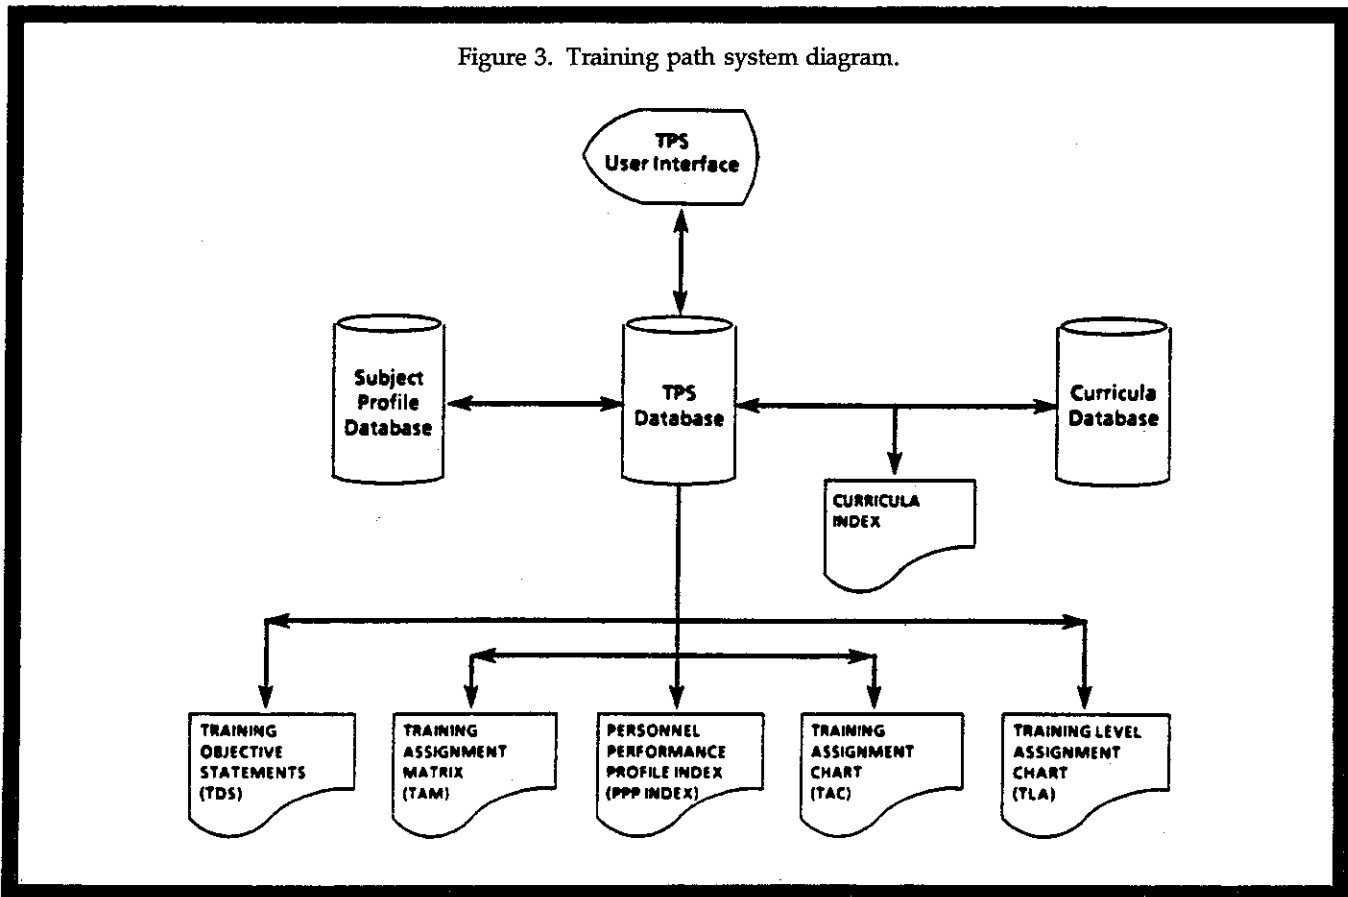 Figure 3. Training path system diagram.
TPS
User Interface
Subject
Profile
Database
TPS
Database
Curricula
Database
CURRICULA
INDEX
TRAINING
OBJECTIVE
STATEMENTS
(TDS)
TRAINING
ASSIGNMENT
MATRIX
(TAM)
PERSONNEL
PERFORMANCE
PROFILE INDEX
(PPP INDEX)
TRAINING
ASSIGNMENT
CHART
(TAC)
TRAINING LEVEL
ASSIGNMENT
CHART
(TLA)